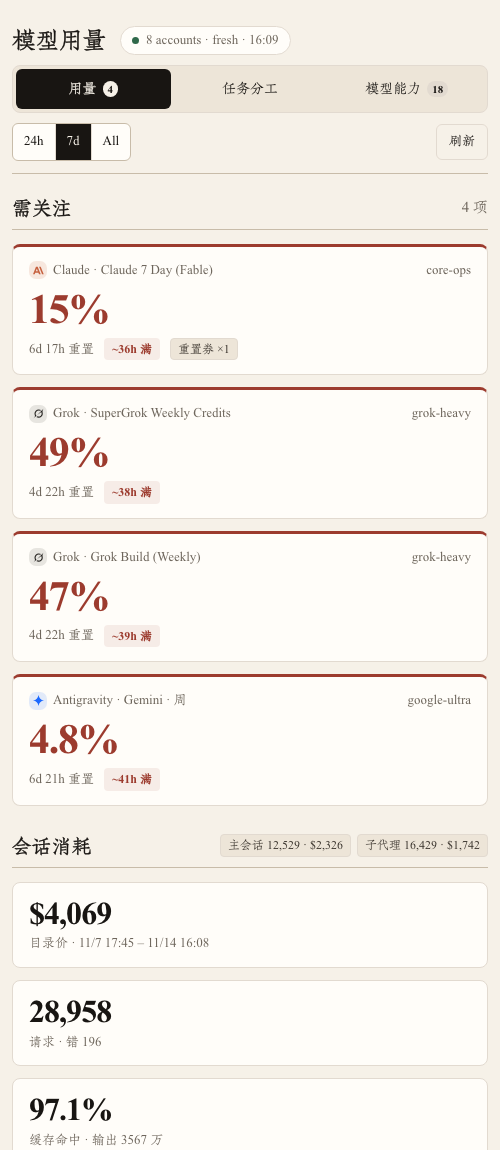 模型用量
8 accounts · fresh · 16:09
用量 4
任务分工
模型能力 18
24h
7d
All
刷新
需关注
4 项
Claude · Claude 7 Day (Fable)
core-ops
15%
6d 17h 重置
~36h 满
重置券 ×1
Grok · SuperGrok Weekly Credits
grok-heavy
49%
4d 22h 重置
~38h 满
Grok · Grok Build (Weekly)
grok-heavy
47%
4d 22h 重置
~39h 满
Antigravity · Gemini · 周
google-ultra
4.8%
6d 21h 重置
~41h 满
会话消耗
主会话 12,529 · $2,326
子代理 16,429 · $1,742
$4,069
目录价 · 11/7 17:45 – 11/14 16:08
28,958
请求 · 错 196
97.1%
缓存命中 · 输出 3567 万